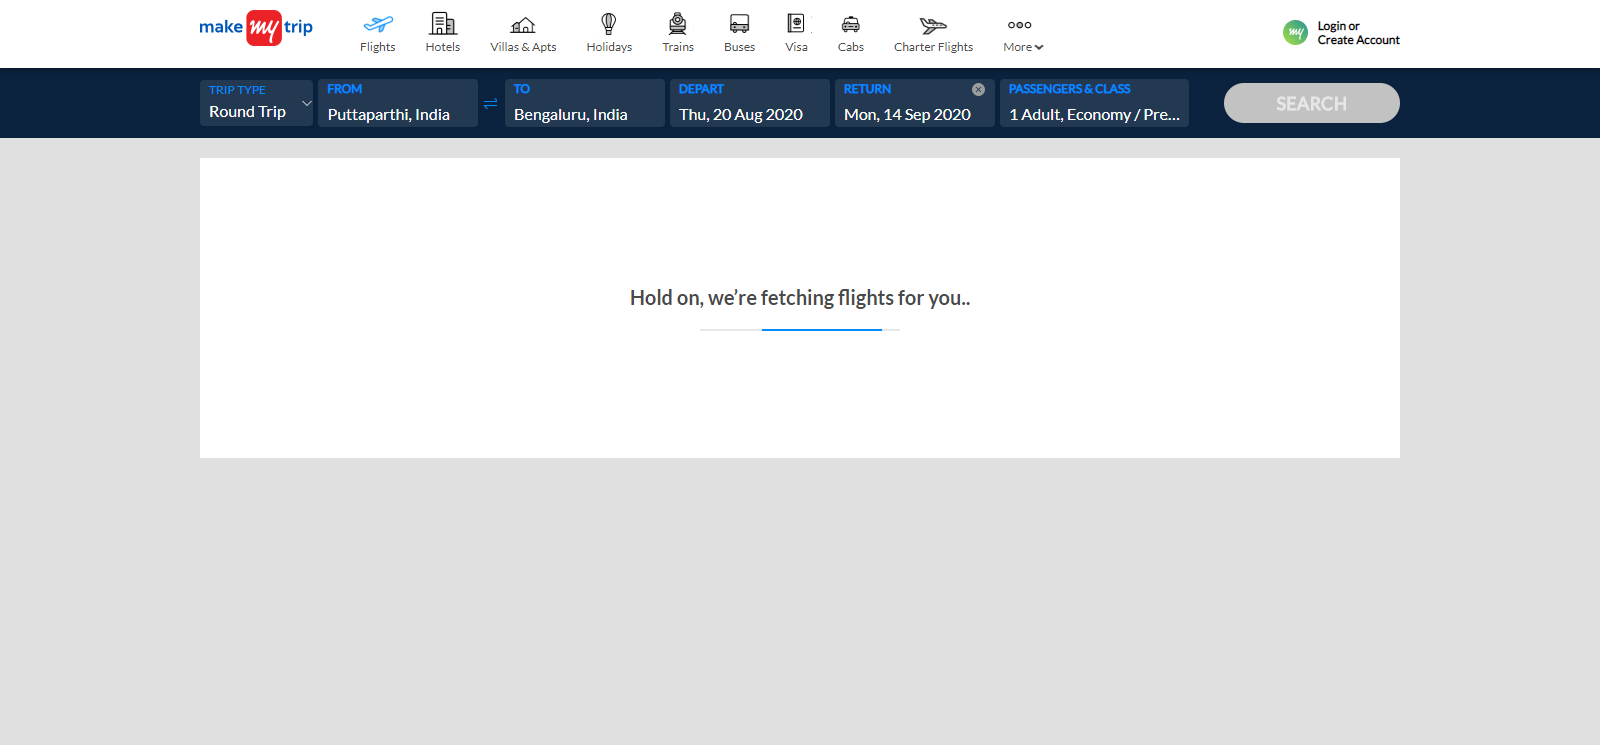 make my trip
Flights
Hotels
Villas & Apts
Holidays
Trains
Buses
Visa
Cabs
Charter Flights
More
my
Login or
Create Account
TRIP TYPE
Round Trip
FROM
Puttaparthi, India
TO
Bengaluru, India
DEPART
Thu, 20 Aug 2020
RETURN
Mon, 14 Sep 2020
PASSENGERS & CLASS
1 Adult, Economy / Pre...
SEARCH
Hold on, we’re fetching flights for you..